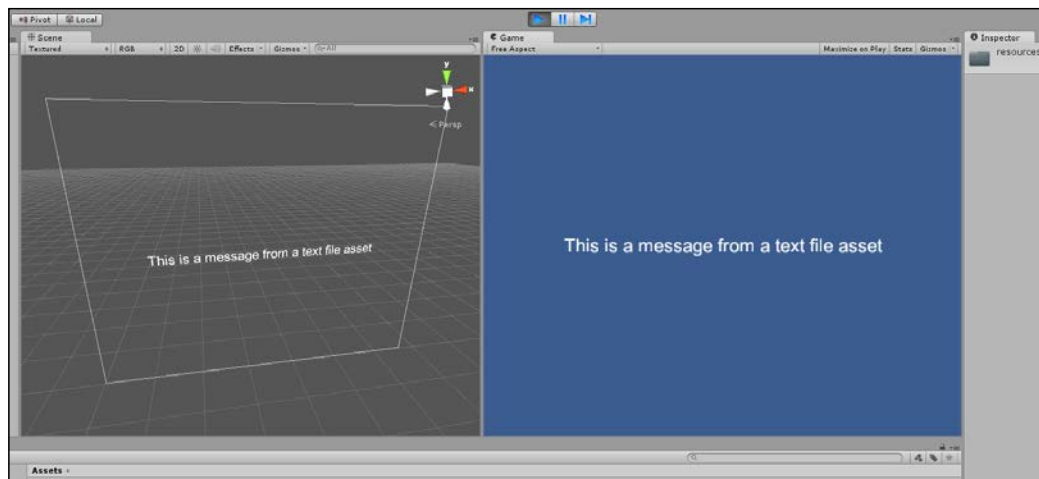 Pivot Local
Scene
Textured RGB 2D Effects Gizmos All
y
x
Persp
This is a message from a text file asset
Game
Free Aspect Maximize on Play Stats Gizmos
This is a message from a text file asset
Inspector
resources
Assets